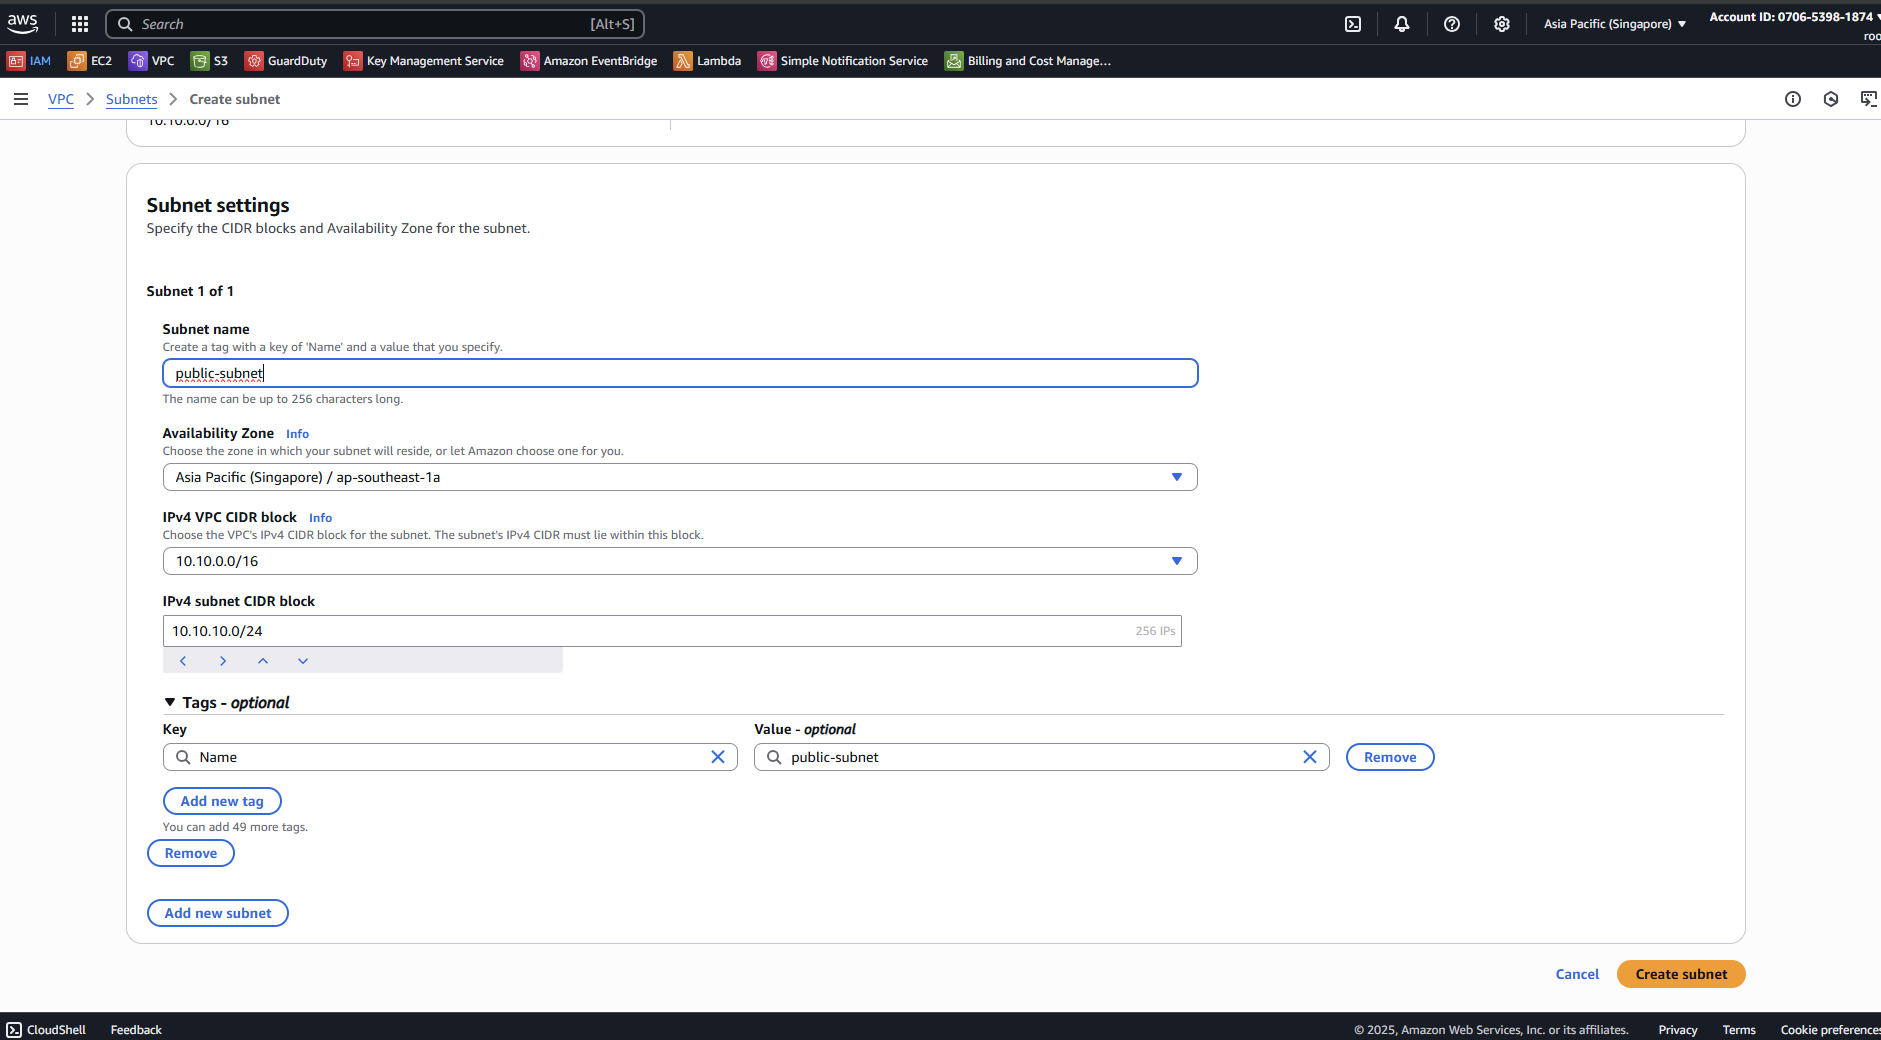 aws
Search [Alt+S]
Asia Pacific (Singapore)
Account ID: 0706-5398-1874
IAM EC2 VPC S3 GuardDuty Key Management Service Amazon EventBridge Lambda Simple Notification Service Billing and Cost Manage...
VPC Subnets Create subnet
10.10.0.0/16
Subnet settings
Specify the CIDR blocks and Availability Zone for the subnet.
Subnet 1 of 1
Subnet name
Create a tag with a key of 'Name' and a value that you specify.
public-subnet
The name can be up to 256 characters long.
Availability Zone Info
Choose the zone in which your subnet will reside, or let Amazon choose one for you.
Asia Pacific (Singapore) / ap-southeast-1a
IPv4 VPC CIDR block Info
Choose the VPC's IPv4 CIDR block for the subnet. The subnet's IPv4 CIDR must lie within this block.
10.10.0.0/16
IPv4 subnet CIDR block
10.10.10.0/24 256 IPs
Tags - optional
Key Value - optional
Name public-subnet Remove
Add new tag
You can add 49 more tags.
Remove
Add new subnet
Cancel Create subnet
CloudShell Feedback © 2025, Amazon Web Services, Inc. or its affiliates. Privacy Terms Cookie preferences